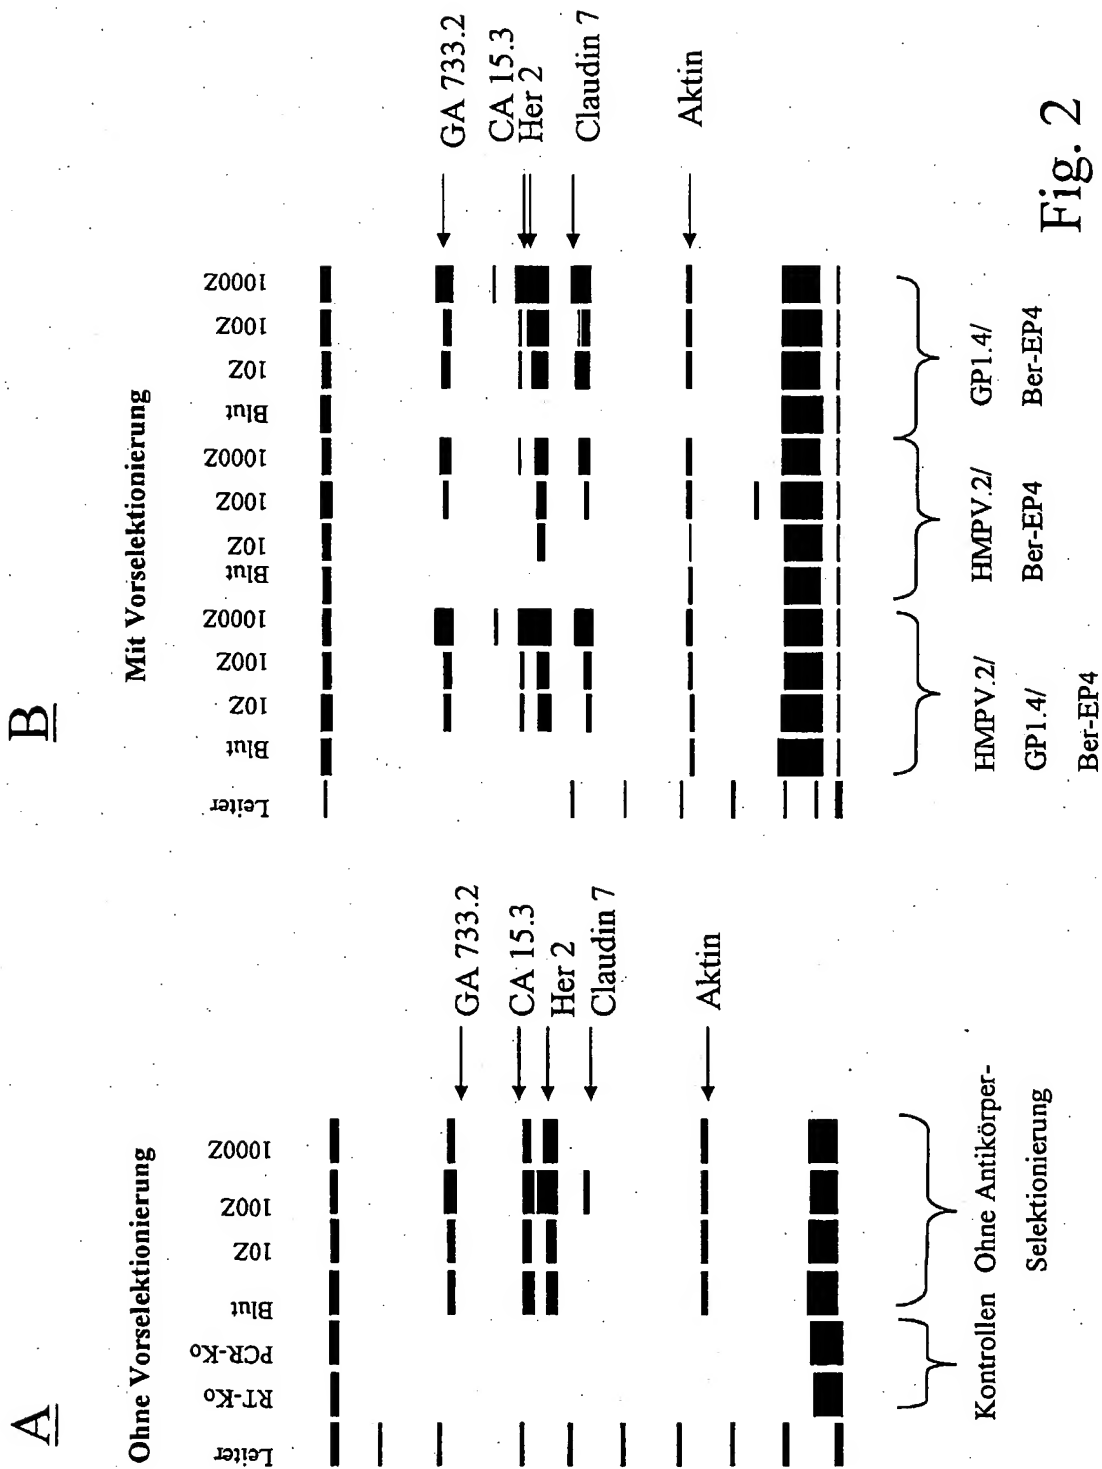 A
Ohne Vorselektionierung
Leiter
RT-Ko
PCR-Ko
Blut
10Z
100Z
1000Z
GA 733.2
CA 15.3
Her 2
Claudin 7
Aktin
Kontrollen
Ohne Antikörper-
Selektionierung
B
Mit Vorselektionierung
Leiter
Blut
10Z
100Z
1000Z
Blut
10Z
100Z
1000Z
Blut
10Z
100Z
1000Z
GA 733.2
CA 15.3
Her 2
Claudin 7
Aktin
HMPV.2/
GP1.4/
Ber-EP4
HMPV.2/
Ber-EP4
GP1.4/
Ber-EP4
Fig. 2